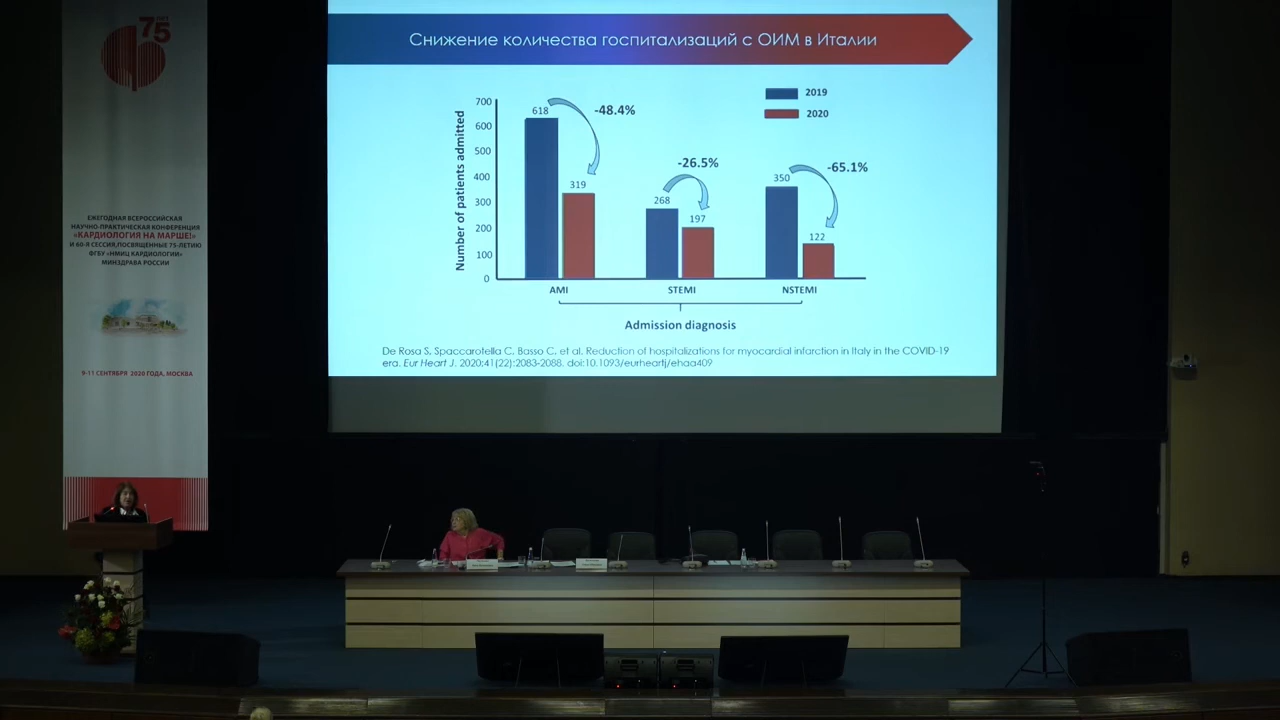 75 ЛЕТ
ЕЖЕГОДНАЯ ВСЕРОССИЙСКАЯ
НАУЧНО-ПРАКТИЧЕСКАЯ КОНФЕРЕНЦИЯ
«КАРДИОЛОГИЯ НА МАРШЕ!»
И 60-Я СЕССИЯ, ПОСВЯЩЕННЫЕ 75-ЛЕТИЮ
ФГБУ «НМИЦ КАРДИОЛОГИИ»
МИНЗДРАВА РОССИИ
9-11 СЕНТЯБРЯ 2020 ГОДА, МОСКВА
Снижение количества госпитализаций с ОИМ в Италии
2019
2020
Number of patients admitted
700
600
500
400
300
200
100
0
618
-48.4%
319
268
-26.5%
197
350
-65.1%
122
AMI
STEMI
NSTEMI
Admission diagnosis
De Rosa S, Spaccarotella C, Basso C, et al. Reduction of hospitalizations for myocardial infarction in Italy in the COVID-19
era. Eur Heart J. 2020;41(22):2083-2088. doi:10.1093/eurheartj/ehaa409